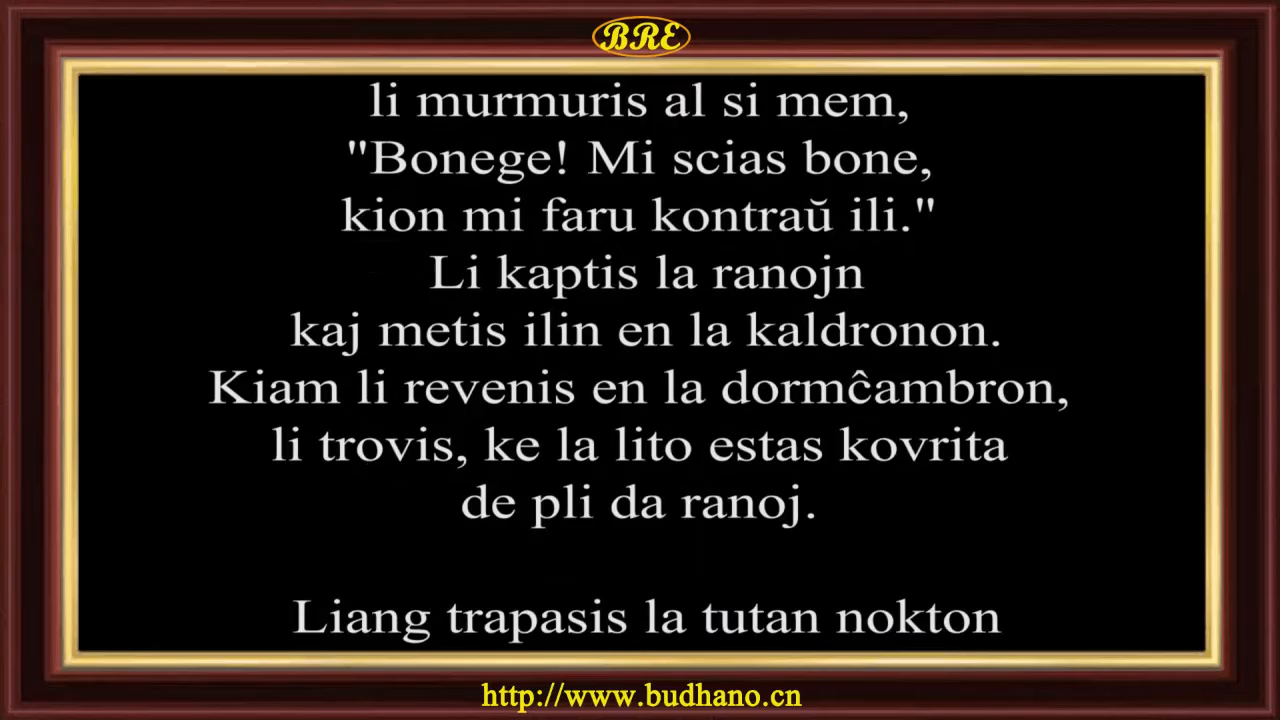 BRE
li murmuris al si mem,
"Bonege! Mi scias bone,
kion mi faru kontraŭ ili."
Li kaptis la ranojn
kaj metis ilin en la kaldronon.
Kiam li revenis en la dormĉambron,
li trovis, ke la lito estas kovrita
de pli da ranoj.
Liang trapasis la tutan nokton
http://www.budhano.cn